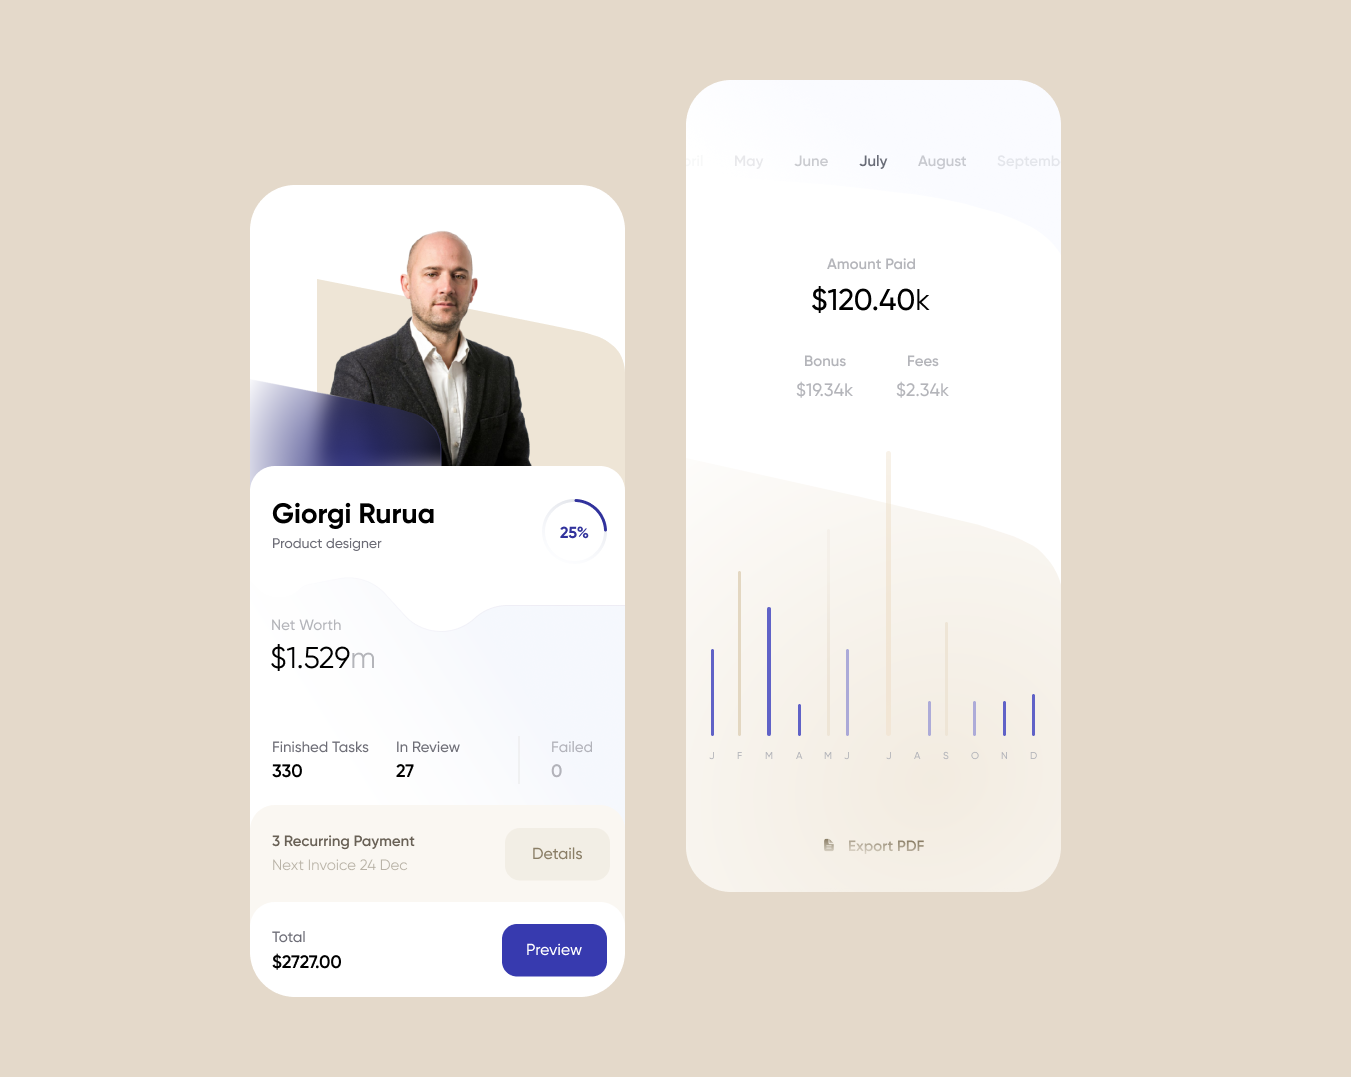 Giorgi Rurua
Product designer
25%
Net Worth
$1.529m
Finished Tasks
330
In Review
27
Failed
0
3 Recurring Payment
Next Invoice 24 Dec
Details
Total
$2727.00
Preview
May June July August Septemb
Amount Paid
$120.40k
Bonus
$19.34k
Fees
$2.34k
J F M A M J J A S O N D
Export PDF